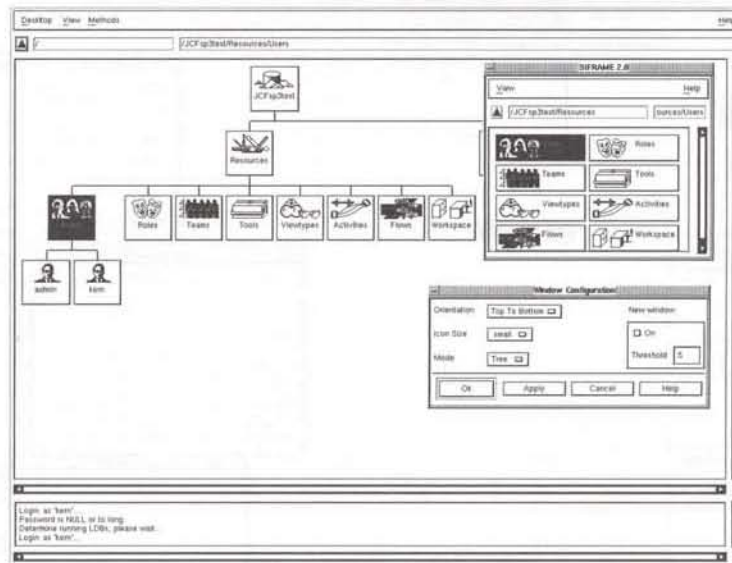 Desktop View Methods Help
/ /JCFsp3test/Resources/Users
JCFsp3test
Resources
Roles Teams Tools Viewtypes Activities Flows Workspace
admin kem
SIFRAME 2.0
View Help
/JCFsp3test/Resources ources/Users
Roles
Teams Tools
Viewtypes Activities
Flows Workspace
Window Configuration
Orientation Top To Bottom New window
Icon Size small On
Mode Tree Threshold 5
Ok Apply Cancel Help
Login as "kem"...
Password is NULL or to long
Determine running LDBs, please wait...
Login as "kem"...